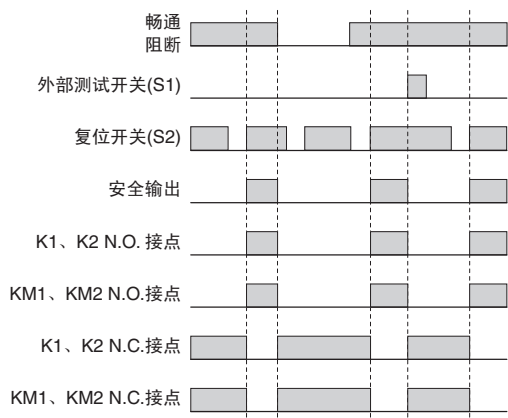 畅通
阻断
外部测试开关(S1)
复位开关(S2)
安全输出
K1、K2 N.O. 接点
KM1、KM2 N.O.接点
K1、K2 N.C.接点
KM1、KM2 N.C.接点